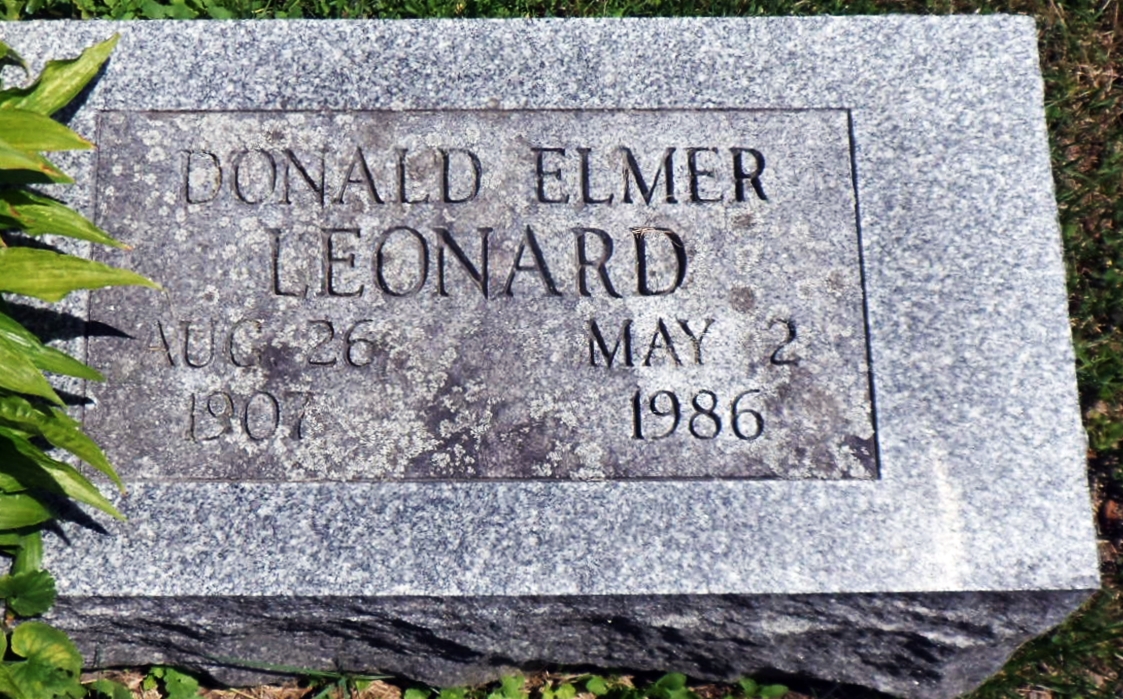 DONALD ELMER
LEONARD
AUG 26 MAY 2
1907 1986